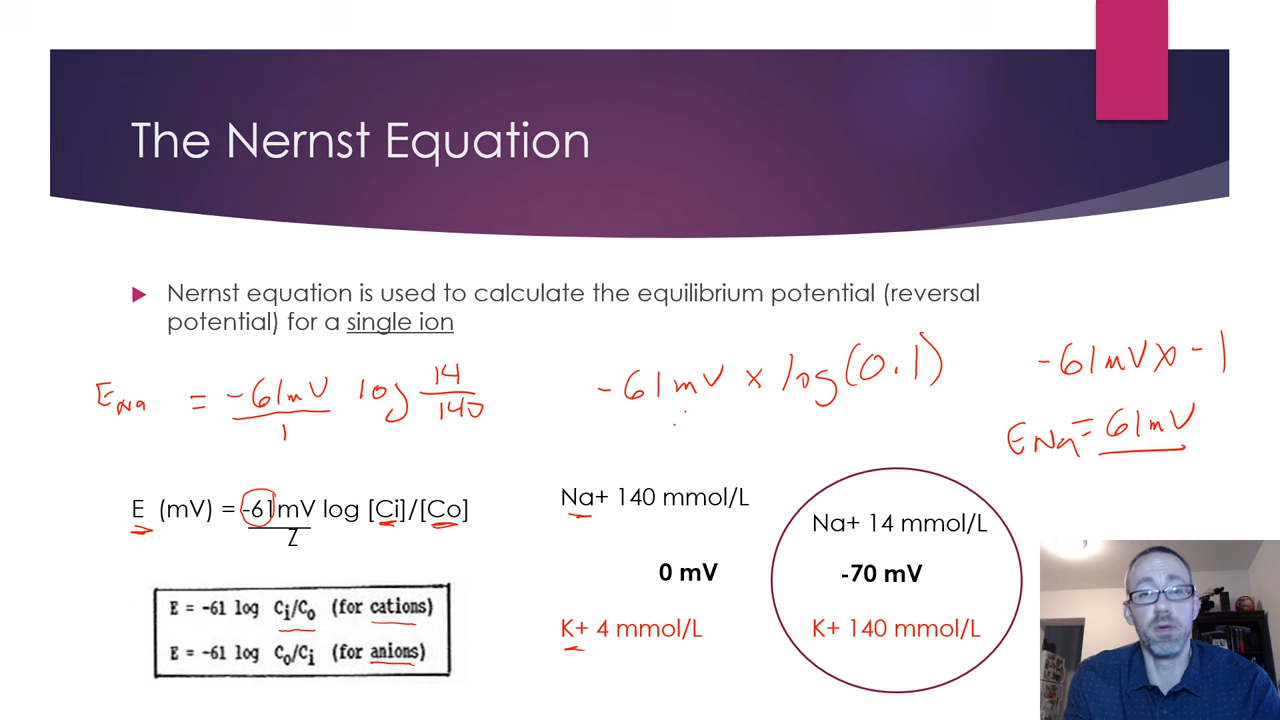 The Nernst Equation
Nernst equation is used to calculate the equilibrium potential (reversal
potential) for a single ion
E Na = -61mV/1 log 14/140
-61mV x log(0.1)
-61mV x -1
E Na = 61mV
E (mV) = -61mV log [Ci]/[Co]
Z
E = -61 log Ci/Co (for cations)
E = -61 log Co/Ci (for anions)
Na+ 140 mmol/L
0 mV
K+ 4 mmol/L
Na+ 14 mmol/L
-70 mV
K+ 140 mmol/L